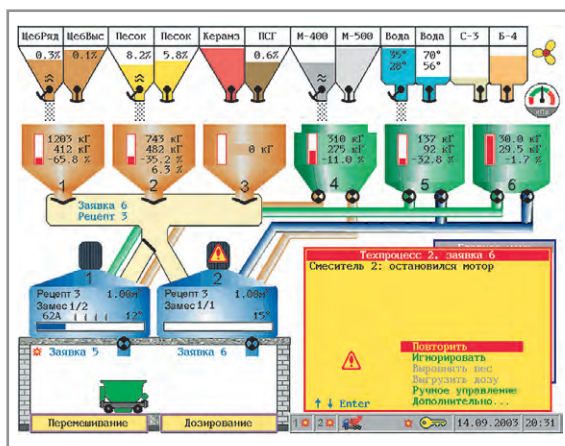 ЩебРяд ЩебВыс Песок Песок Керамз ПСГ М-400 М-500 Вода Вода С-3 Б-4
0.3% 0.1% 8.2% 5.8% 0.6% 35° 70°
28° 56°
1203 кГ 743 кГ 0 кГ 310 кГ 137 кГ 30.0 кГ
412 кГ 482 кГ 275 кГ 92 кГ 29.5 кГ
-65.8 % -35.2 % -11.0 % -32.8 % -1.7 %
6.3 %
1 2 3 4 5 6
Заявка 6
Рецепт 3
1 2
Рецепт 3 1.00м³ Рецепт 3 1.00м³
Замес 1/2 Замес 1/1
62А 12° 15°
Заявка 5 Заявка 6
Перемешивание Дозирование
Техпроцесс 2, заявка 6
Смеситель 2: остановился мотор
Повторить
Игнорировать
Выровнять вес
Выгрузить дозу
Ручное управление
Дополнительно...
↑ ↓ Enter
1 2 14.09.2003 20:31